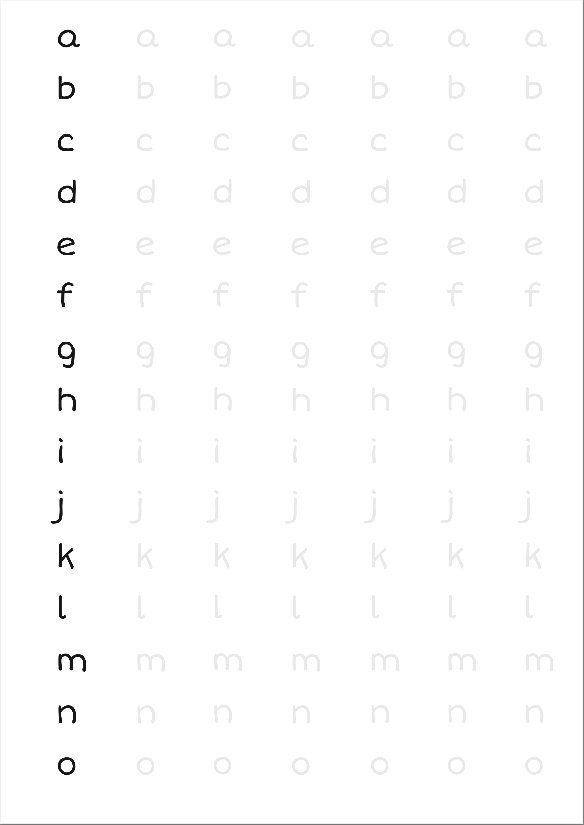 a a a a a a a
b b b b b b b
c c c c c c c
d d d d d d d
e e e e e e e
f f f f f f f
g g g g g g g
h h h h h h h
i i i i i i i
j j j j j j j
k k k k k k k
l l l l l l l
m m m m m m m
n n n n n n n
o o o o o o o